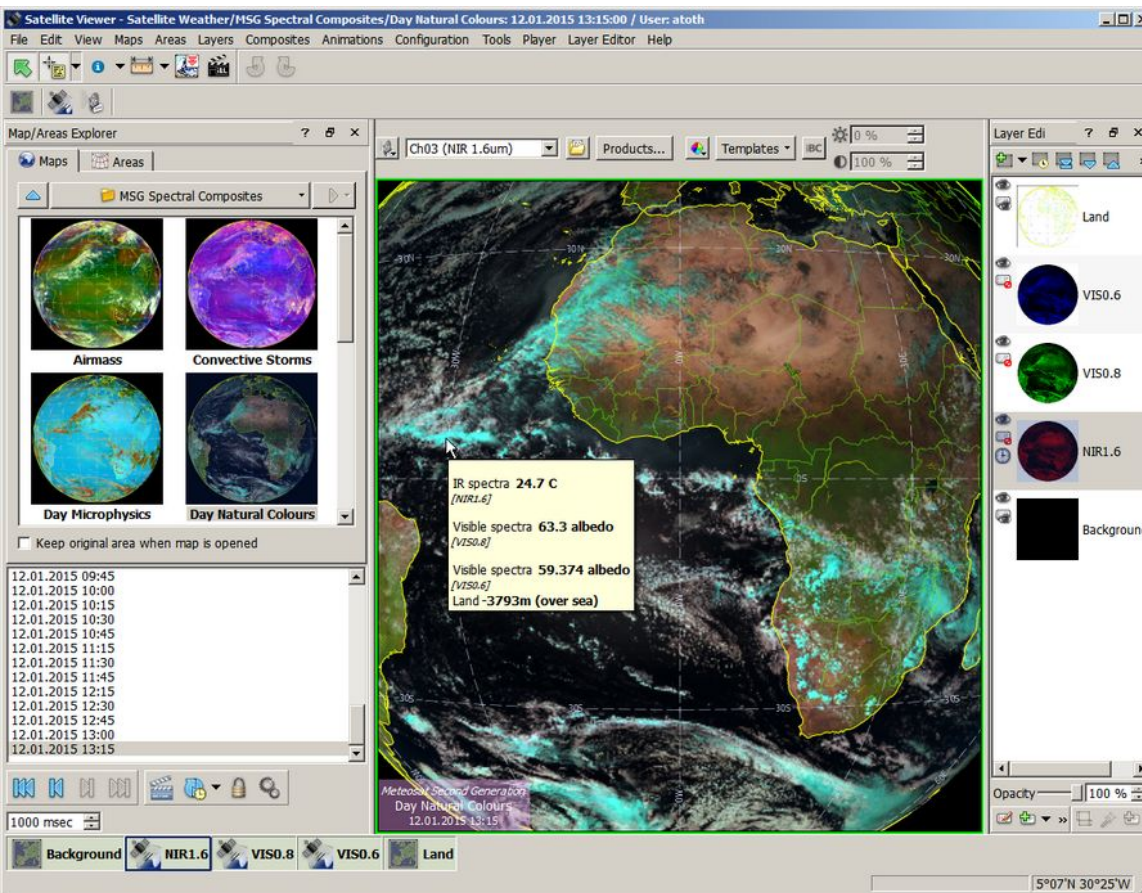 Satellite Viewer - Satellite Weather/MSG Spectral Composites/Day Natural Colours: 12.01.2015 13:15:00 / User: atoth
File Edit View Maps Areas Layers Composites Animations Configuration Tools Player Layer Editor Help
Map/Areas Explorer
Maps Areas
MSG Spectral Composites
Airmass Convective Storms
Day Microphysics Day Natural Colours
Keep original area when map is opened
12.01.2015 09:45
12.01.2015 10:00
12.01.2015 10:15
12.01.2015 10:30
12.01.2015 10:45
12.01.2015 11:15
12.01.2015 11:30
12.01.2015 11:45
12.01.2015 12:15
12.01.2015 12:30
12.01.2015 12:45
12.01.2015 13:00
12.01.2015 13:15
1000 msec
Ch03 (NIR 1.6um) Products... Templates BC 0 %
100 %
30N 30N 30N
30W 0W 30E
IR spectra 24.7 C
[NIR1.6]
Visible spectra 63.3 albedo
[VIS0.8]
Visible spectra 59.374 albedo
[VIS0.6]
Land -3793m (over sea)
30S 30S 30S
Meteosat Second Generation
Day Natural Colours
12.01.2015 13:15
Layer Edi
Land
VIS0.6
VIS0.8
NIR1.6
Background
Opacity 100 %
Background NIR1.6 VIS0.8 VIS0.6 Land
5°07'N 30°25'W